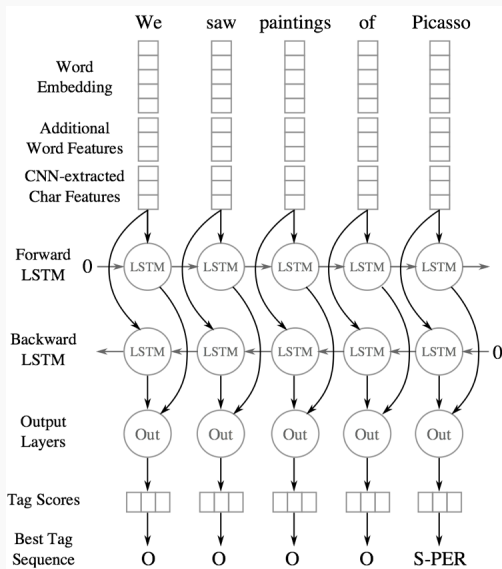 We saw paintings of Picasso
Word
Embedding
Additional
Word Features
CNN-extracted
Char Features
Forward
LSTM
0 LSTM LSTM LSTM LSTM LSTM
Backward
LSTM
LSTM LSTM LSTM LSTM LSTM 0
Output
Layers
Out Out Out Out Out
Tag Scores
Best Tag
Sequence
O O O O S-PER